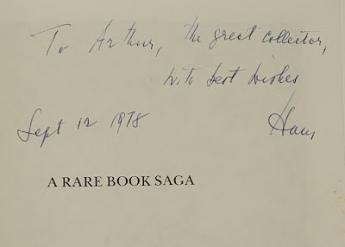 To Arthur, the great collector,
with best wishes
Sept 12 1978 Hans
A RARE BOOK SAGA